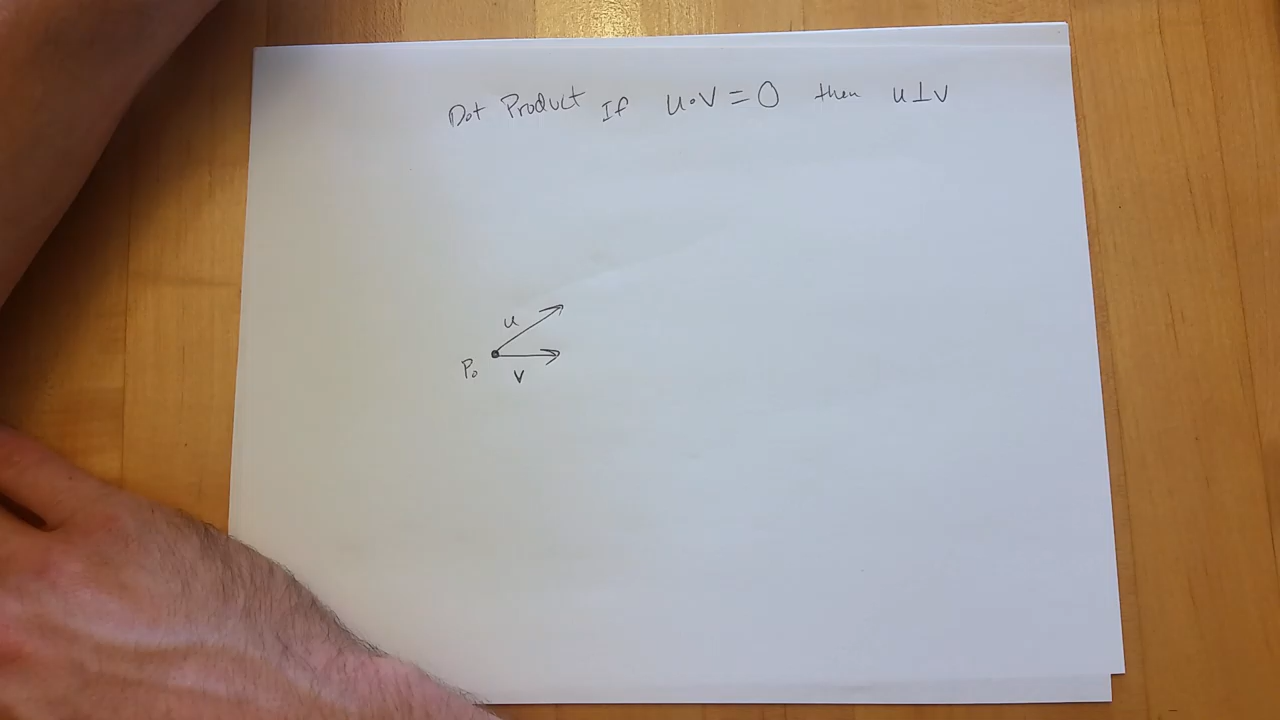 Dot Product If u·v = 0 then u⊥v
u
P₀
v